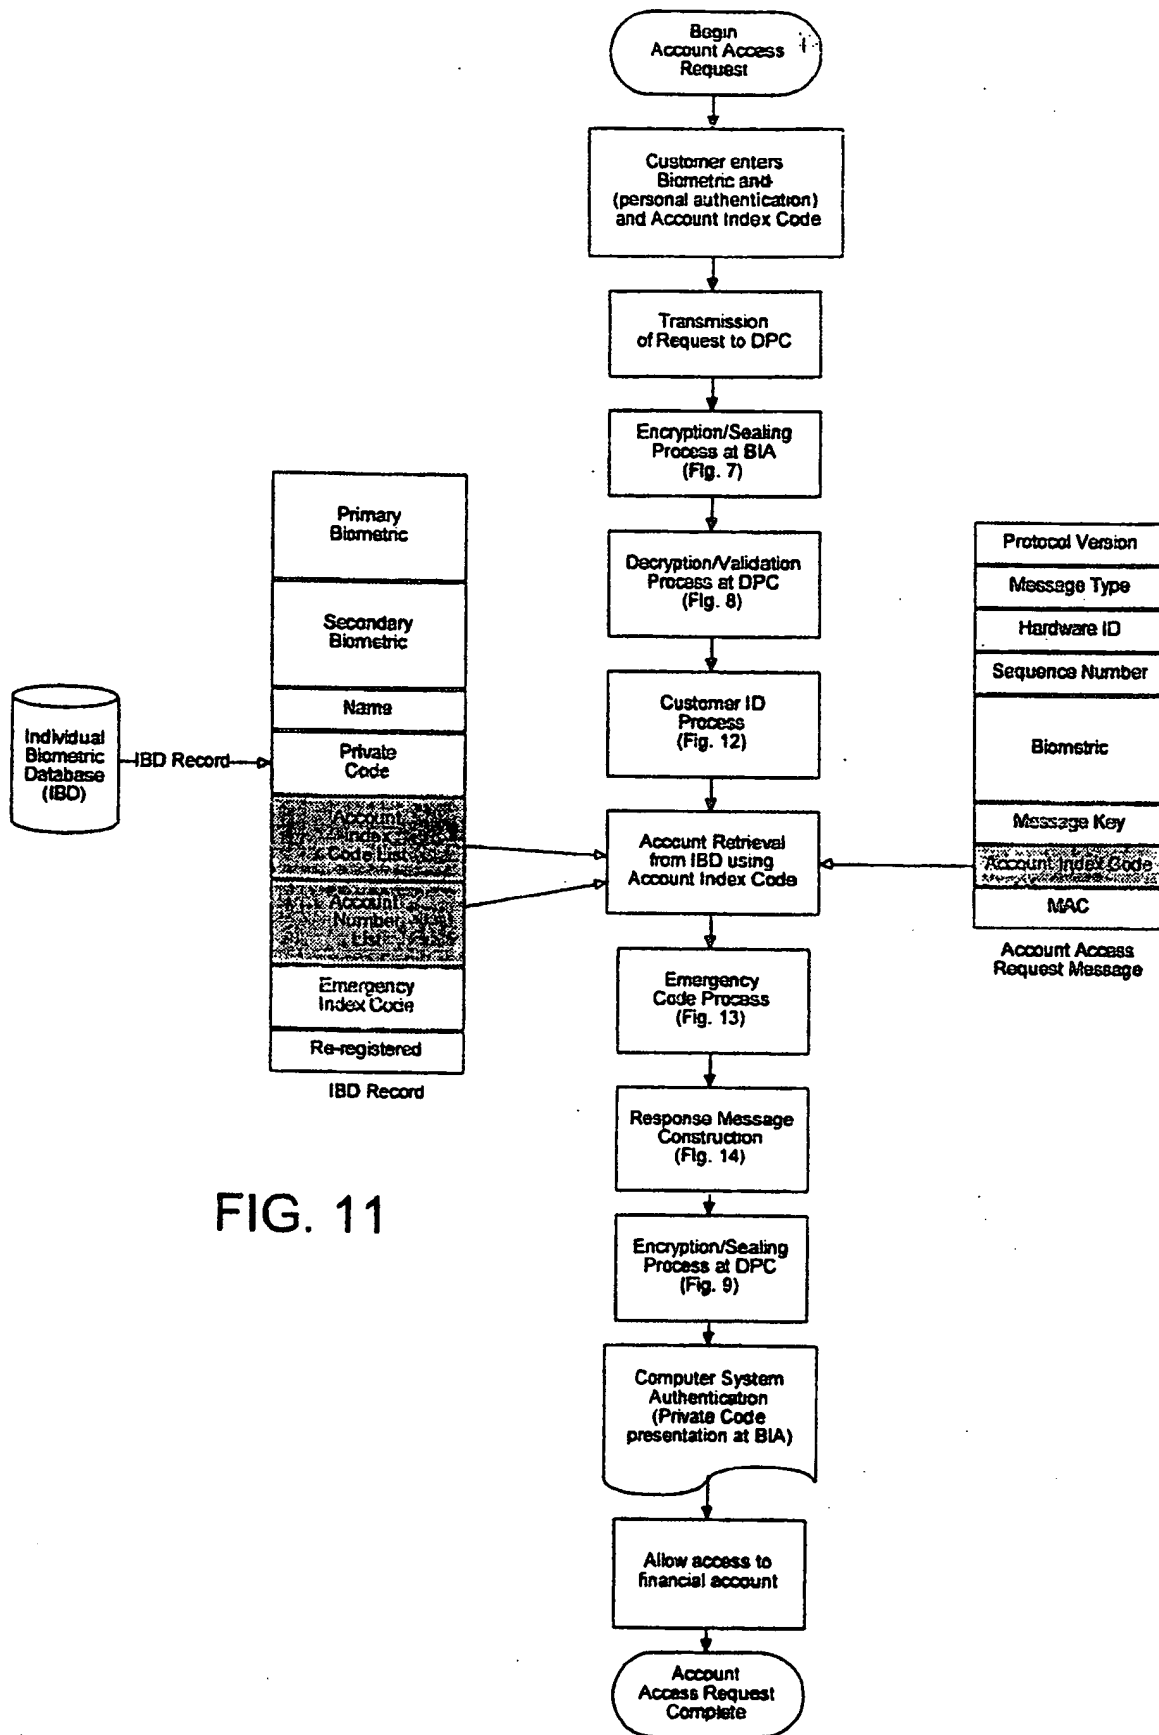 Begin
Account Access
Request
Customer enters
Biometric and
(personal authentication)
and Account Index Code
Transmission
of Request to DPC
Encryption/Sealing
Process at BIA
(Fig. 7)
Decryption/Validation
Process at DPC
(Fig. 8)
Customer ID
Process
(Fig. 12)
Account Retrieval
from IBD using
Account Index Code
Emergency
Code Process
(Fig. 13)
Response Message
Construction
(Fig. 14)
Encryption/Sealing
Process at DPC
(Fig. 9)
Computer System
Authentication
(Private Code
presentation at BIA)
Allow access to
financial account
Account
Access Request
Complete
Individual
Biometric
Database
(IBD)
IBD Record
Primary
Biometric
Secondary
Biometric
Name
Private
Code
Account
Index
Code List
Account
Number
List
Emergency
Index Code
Re-registered
IBD Record
Protocol Version
Message Type
Hardware ID
Sequence Number
Biometric
Message Key
Account Index Code
MAC
Account Access
Request Message
FIG. 11